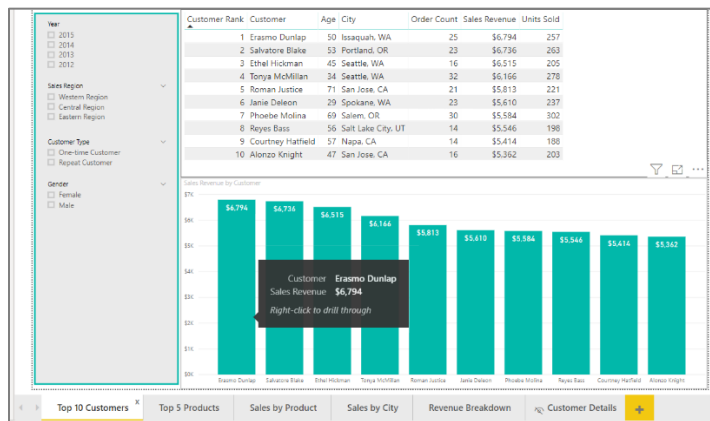 Year
2015
2014
2013
2012
Sales Region
Western Region
Central Region
Eastern Region
Customer Type
One-time Customer
Repeat Customer
Gender
Female
Male
Customer Rank Customer Age City Order Count Sales Revenue Units Sold
1 Erasmo Dunlap 50 Issaquah, WA 25 $6,794 257
2 Salvatore Blake 53 Portland, OR 23 $6,736 263
3 Ethel Hickman 45 Seattle, WA 16 $6,515 205
4 Tonya McMillan 34 Seattle, WA 32 $6,166 278
5 Roman Justice 71 San Jose, CA 21 $5,813 221
6 Janie Deleon 29 Spokane, WA 23 $5,610 237
7 Phoebe Molina 69 Salem, OR 30 $5,584 302
8 Reyes Bass 56 Salt Lake City, UT 14 $5,546 198
9 Courtney Hatfield 57 Napa, CA 14 $5,414 188
10 Alonzo Knight 47 San Jose, CA 16 $5,362 203
Sales Revenue by Customer
$7K
$6K
$5K
$4K
$3K
$2K
$1K
$0K
$6,794 $6,736 $6,515 $6,166 $5,813 $5,610 $5,584 $5,546 $5,414 $5,362
Customer Erasmo Dunlap
Sales Revenue $6,794
Right-click to drill through
Erasmo Dunlap Salvatore Blake Ethel Hickman Tonya McMillan Roman Justice Janie Deleon Phoebe Molina Reyes Bass Courtney Hatfield Alonzo Knight
Top 10 Customers x Top 5 Products Sales by Product Sales by City Revenue Breakdown Customer Details +